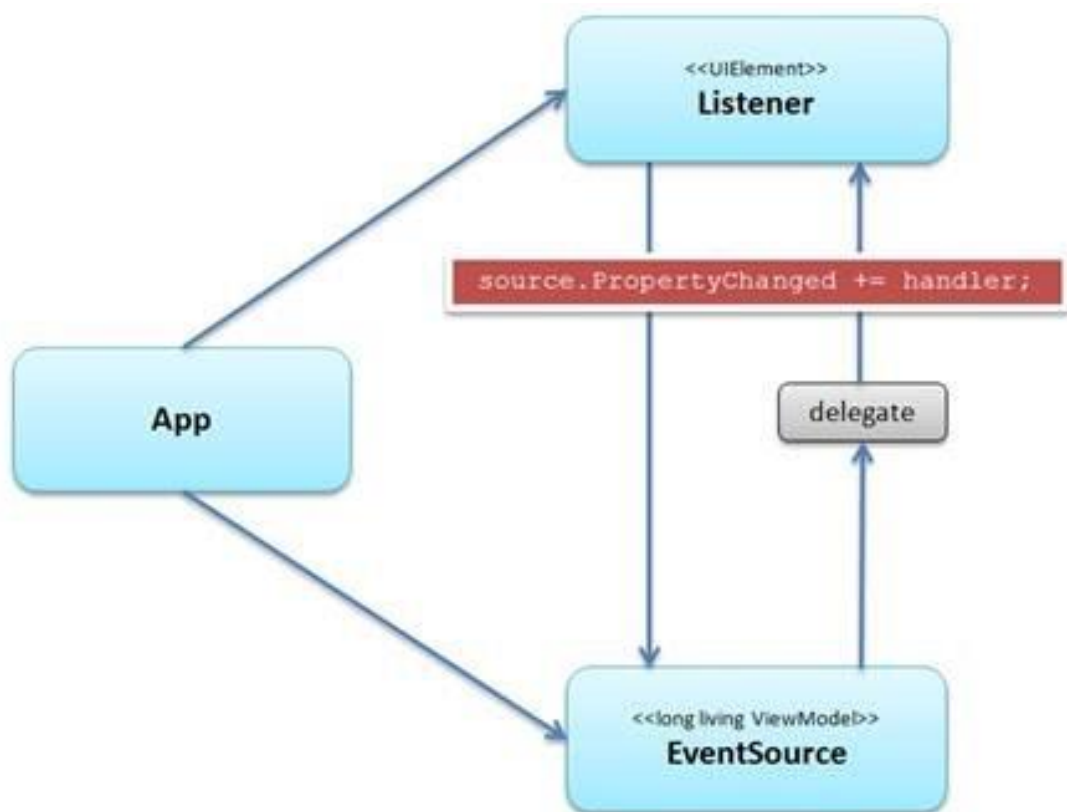 <<UIElement>>
Listener
source.PropertyChanged += handler;
App
delegate
<<long living ViewModel>>
EventSource